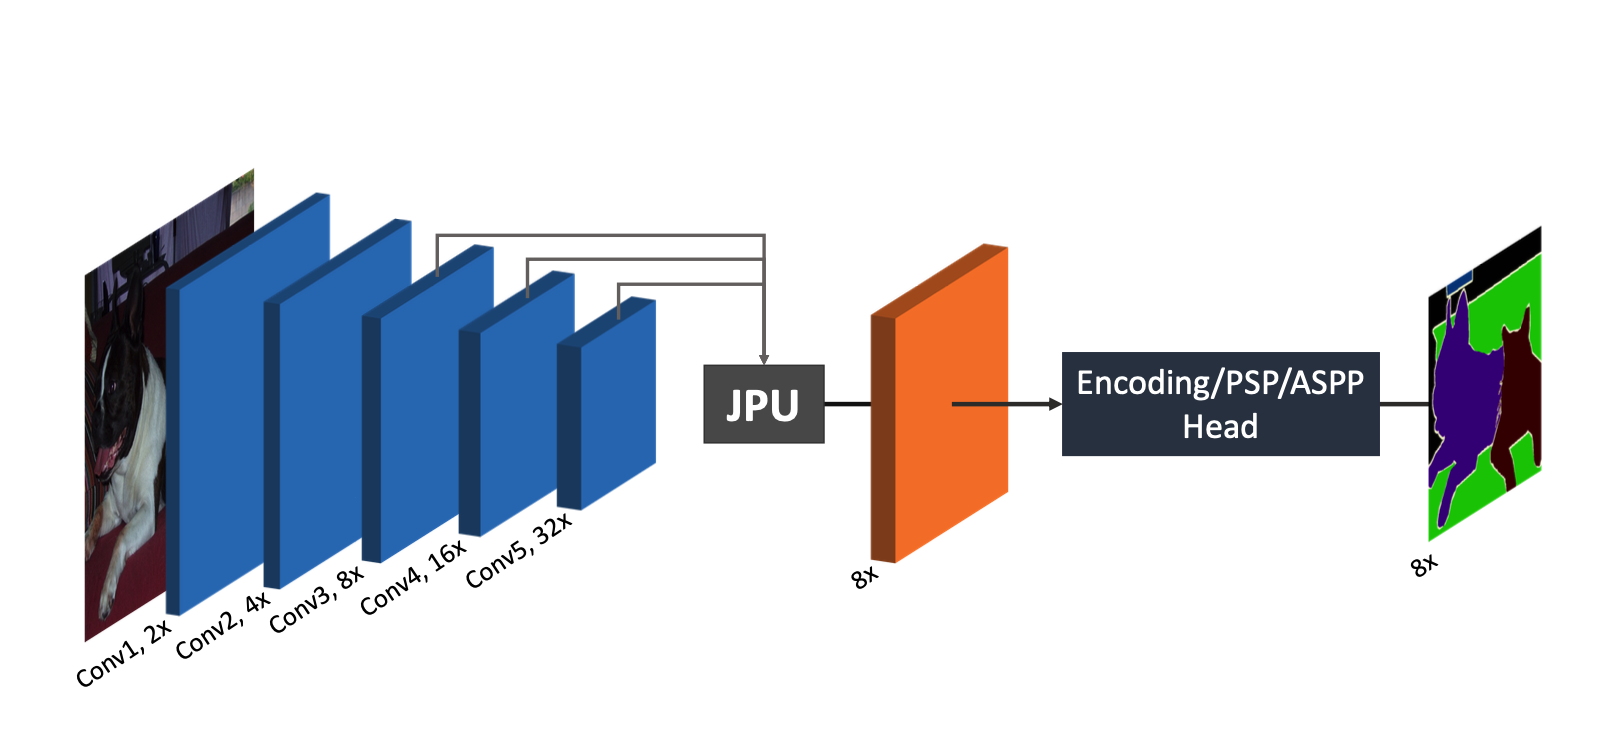 Conv1, 2x
Conv2, 4x
Conv3, 8x
Conv4, 16x
Conv5, 32x
JPU
8x
Encoding/PSP/ASPP
Head
8x